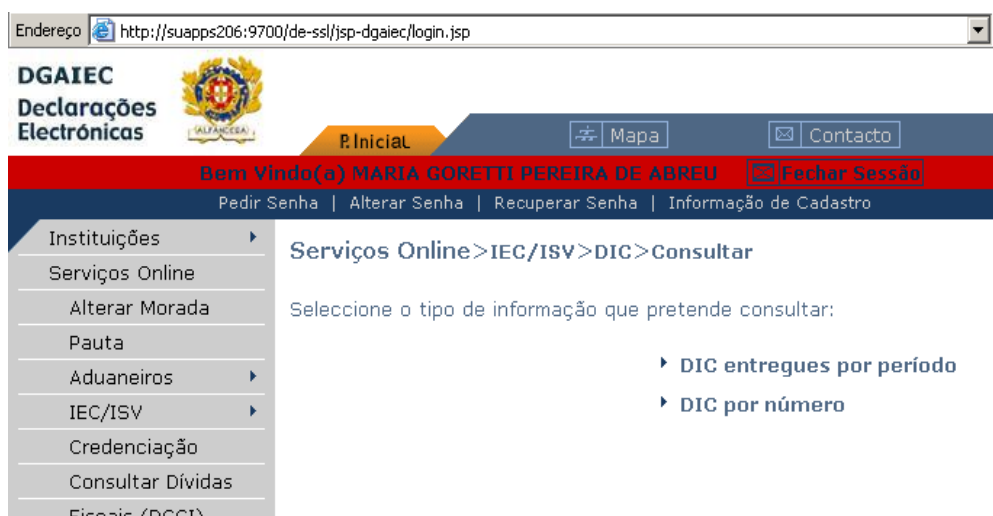 Endereço http://suapps206:9700/de-ssl/jsp-dgaiec/login.jsp
DGAIEC
Declarações
Electrónicas
P.Inicial Mapa Contacto
Bem Vindo(a) MARIA GORETTI PEREIRA DE ABREU Fechar Sessão
Pedir Senha | Alterar Senha | Recuperar Senha | Informação de Cadastro
Instituições
Serviços Online
Alterar Morada
Pauta
Aduaneiros
IEC/ISV
Credenciação
Consultar Dívidas
Fiscais (DGCI)
Serviços Online>IEC/ISV>DIC>Consultar
Seleccione o tipo de informação que pretende consultar:
DIC entregues por período
DIC por número